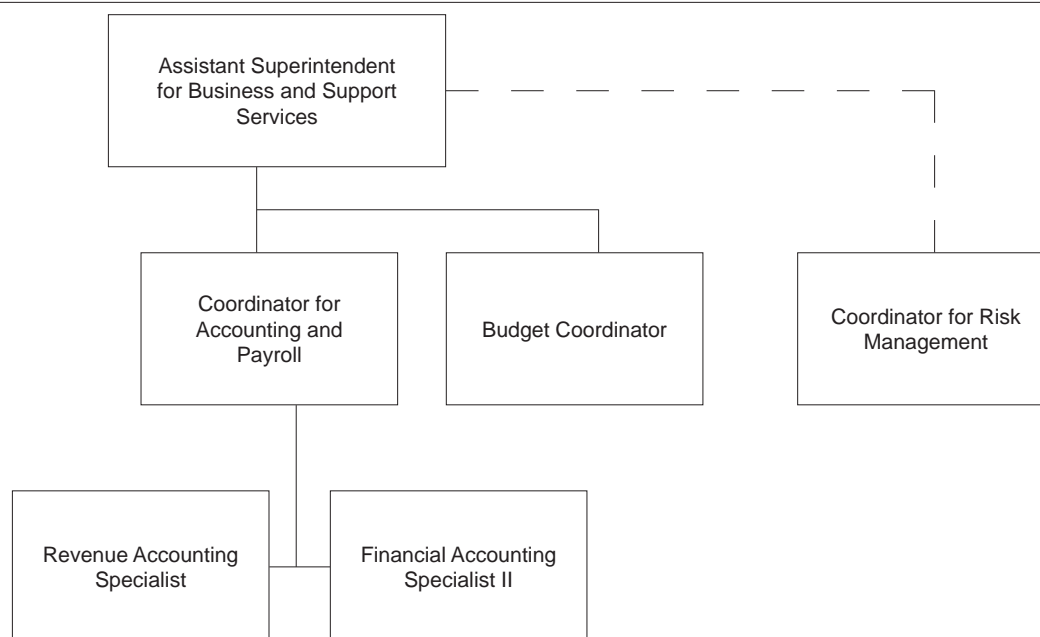 Assistant Superintendent
for Business and Support
Services
Coordinator for
Accounting and
Payroll
Budget Coordinator
Coordinator for Risk
Management
Revenue Accounting
Specialist
Financial Accounting
Specialist II